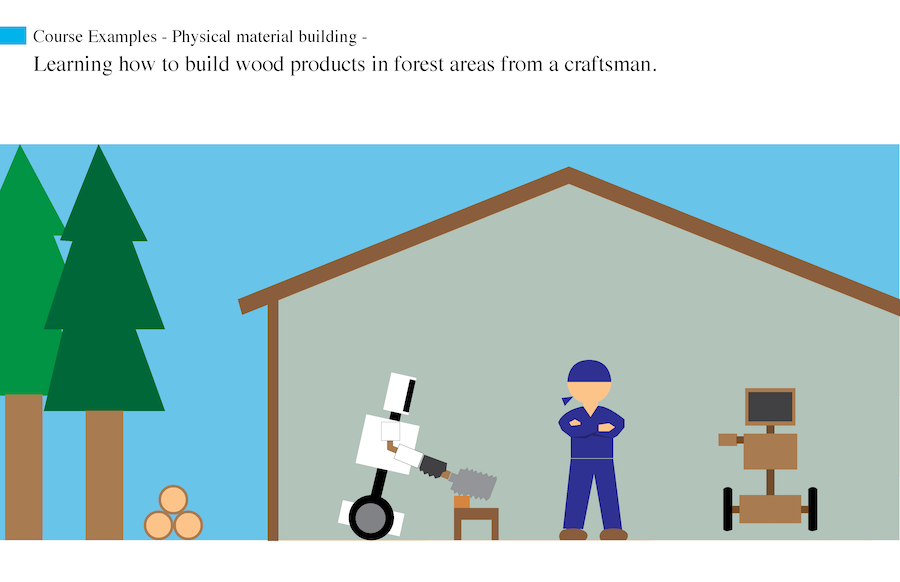 Course Examples - Physical material building -
Learning how to build wood products in forest areas from a craftsman.